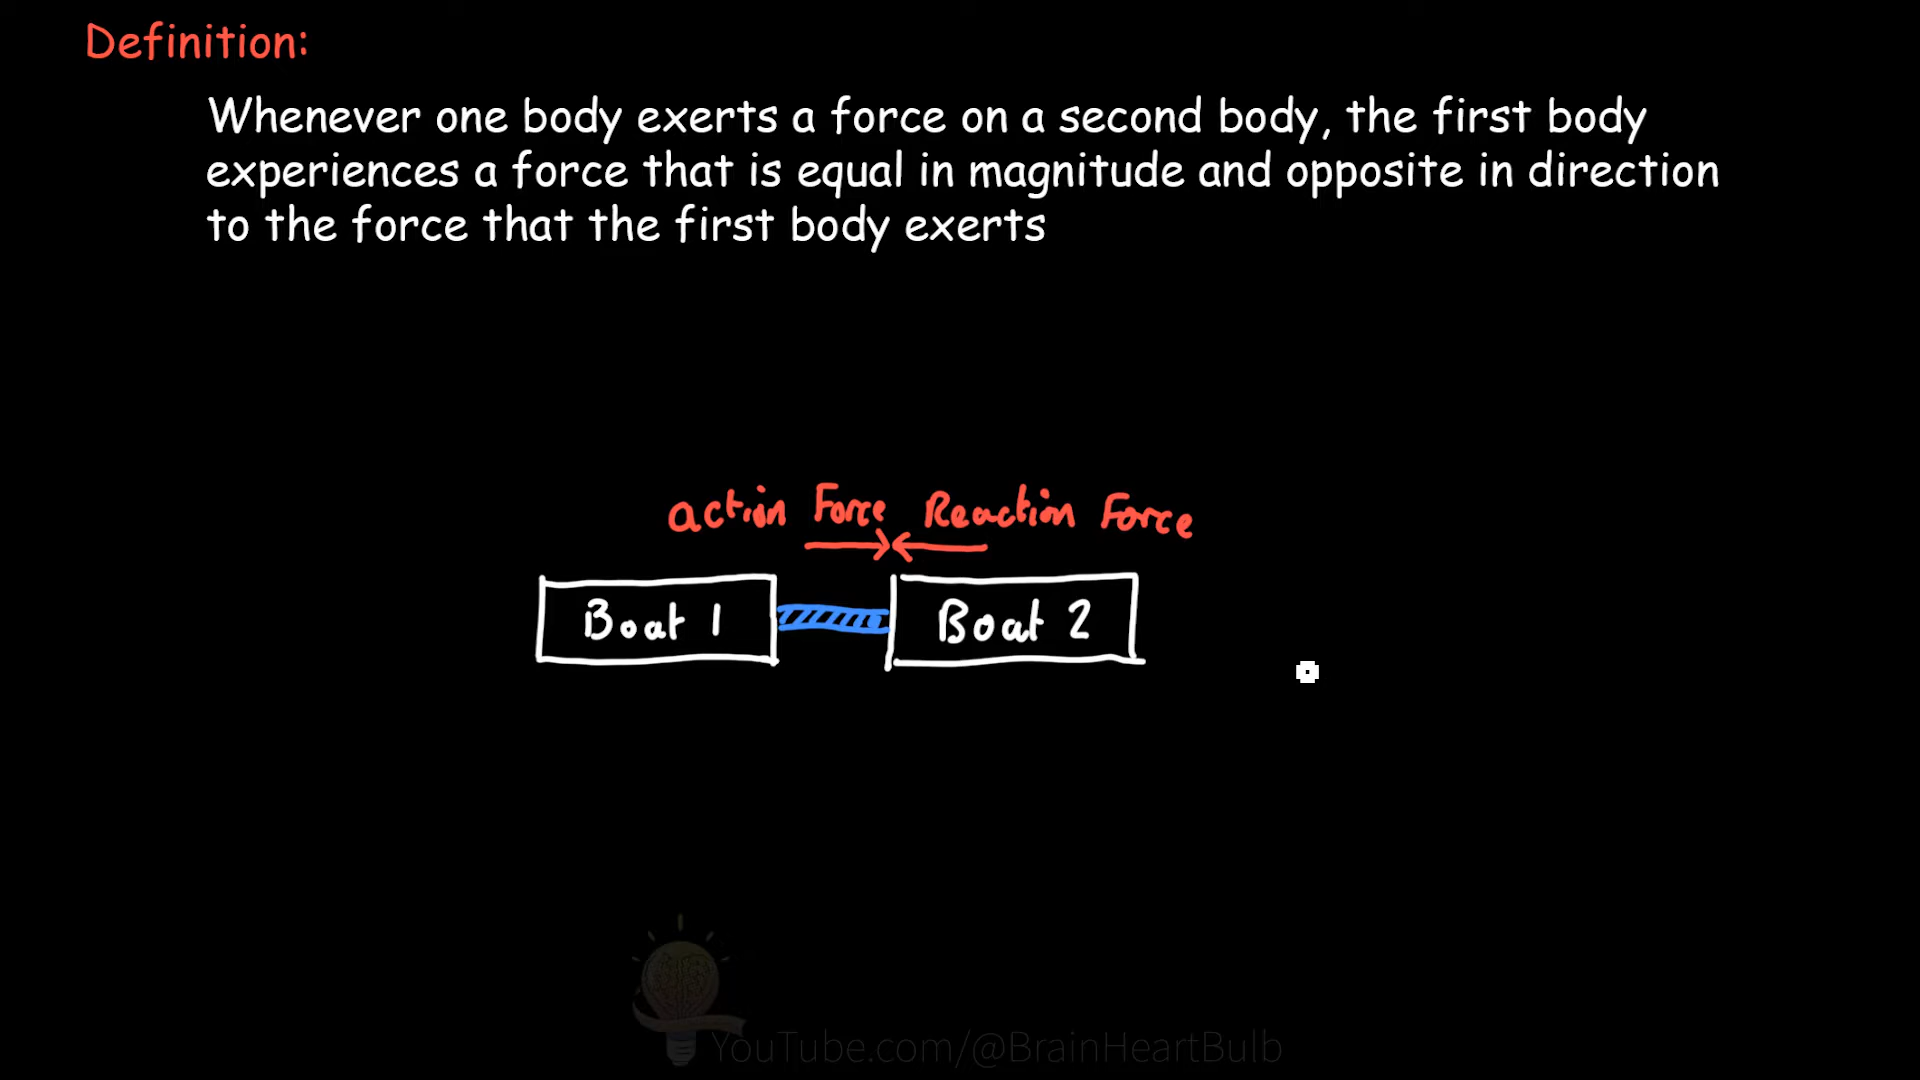 Definition:
Whenever one body exerts a force on a second body, the first body
experiences a force that is equal in magnitude and opposite in direction
to the force that the first body exerts
action Force Reaction Force
Boat 1 Boat 2
YouTube.com/@BrainHeartBulb